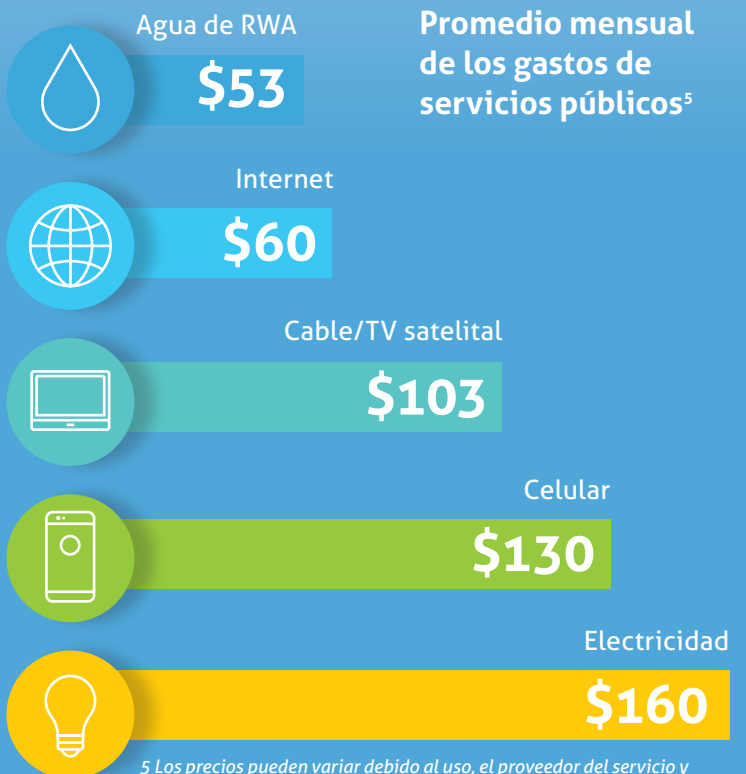 Agua de RWA
$53
Promedio mensual
de los gastos de
servicios públicos⁵
Internet
$60
Cable/TV satelital
$103
Celular
$130
Electricidad
$160
5 Los precios pueden variar debido al uso, el proveedor del servicio y